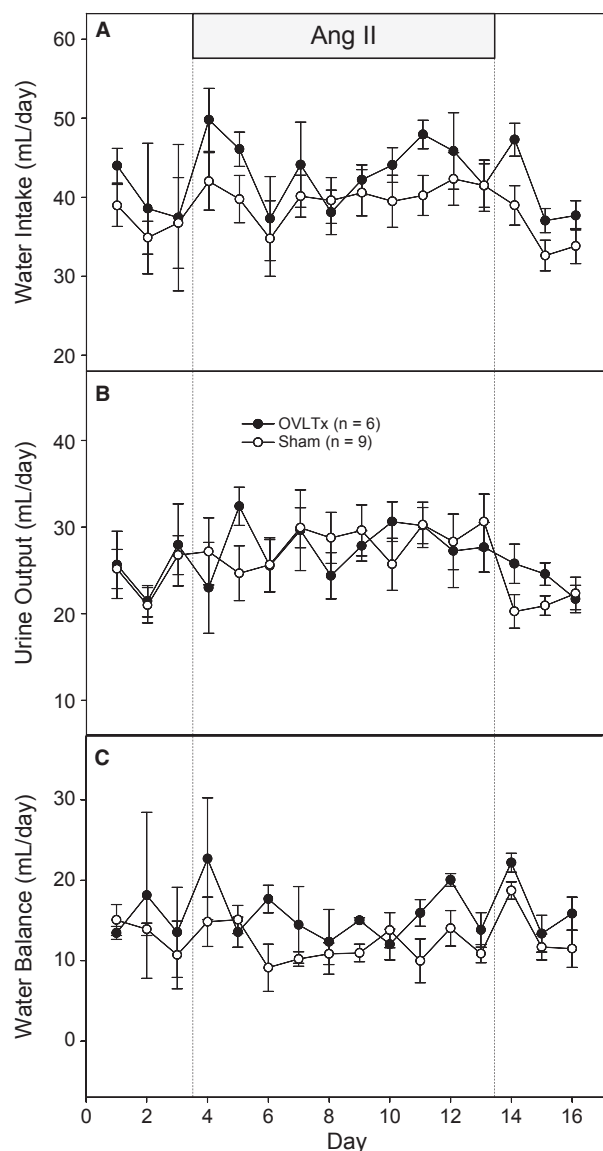 A
Ang II
60
50
40
30
20
Water Intake (mL/day)
B
OVLTx (n = 6)
Sham (n = 9)
40
30
20
10
Urine Output (mL/day)
C
30
20
10
0
Water Balance (mL/day)
0 2 4 6 8 10 12 14 16
Day